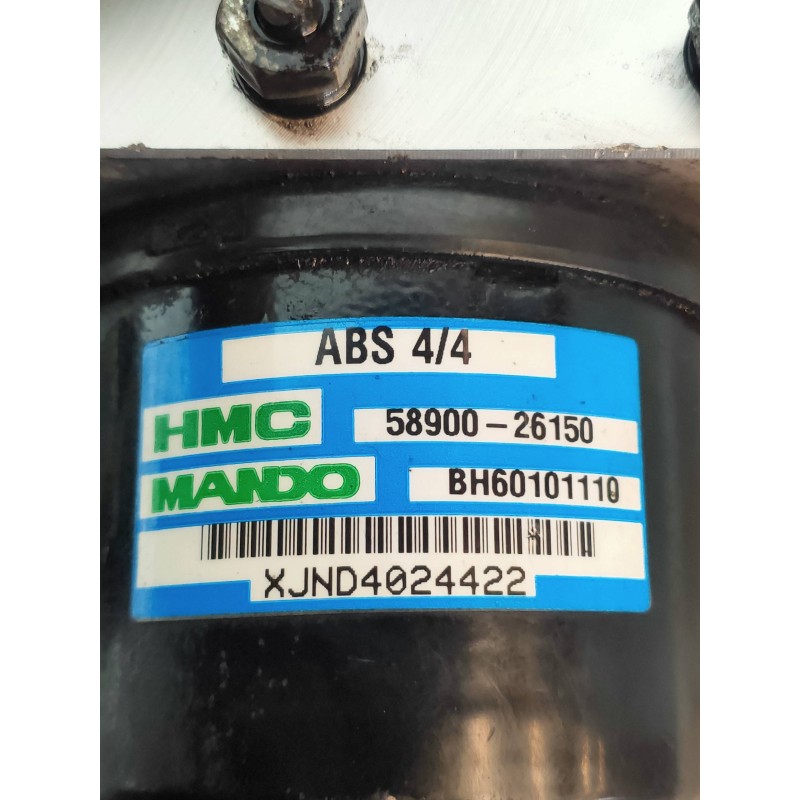 ABS 4/4
HMC 58900-26150
MANDO BH60101110
XJND4024422